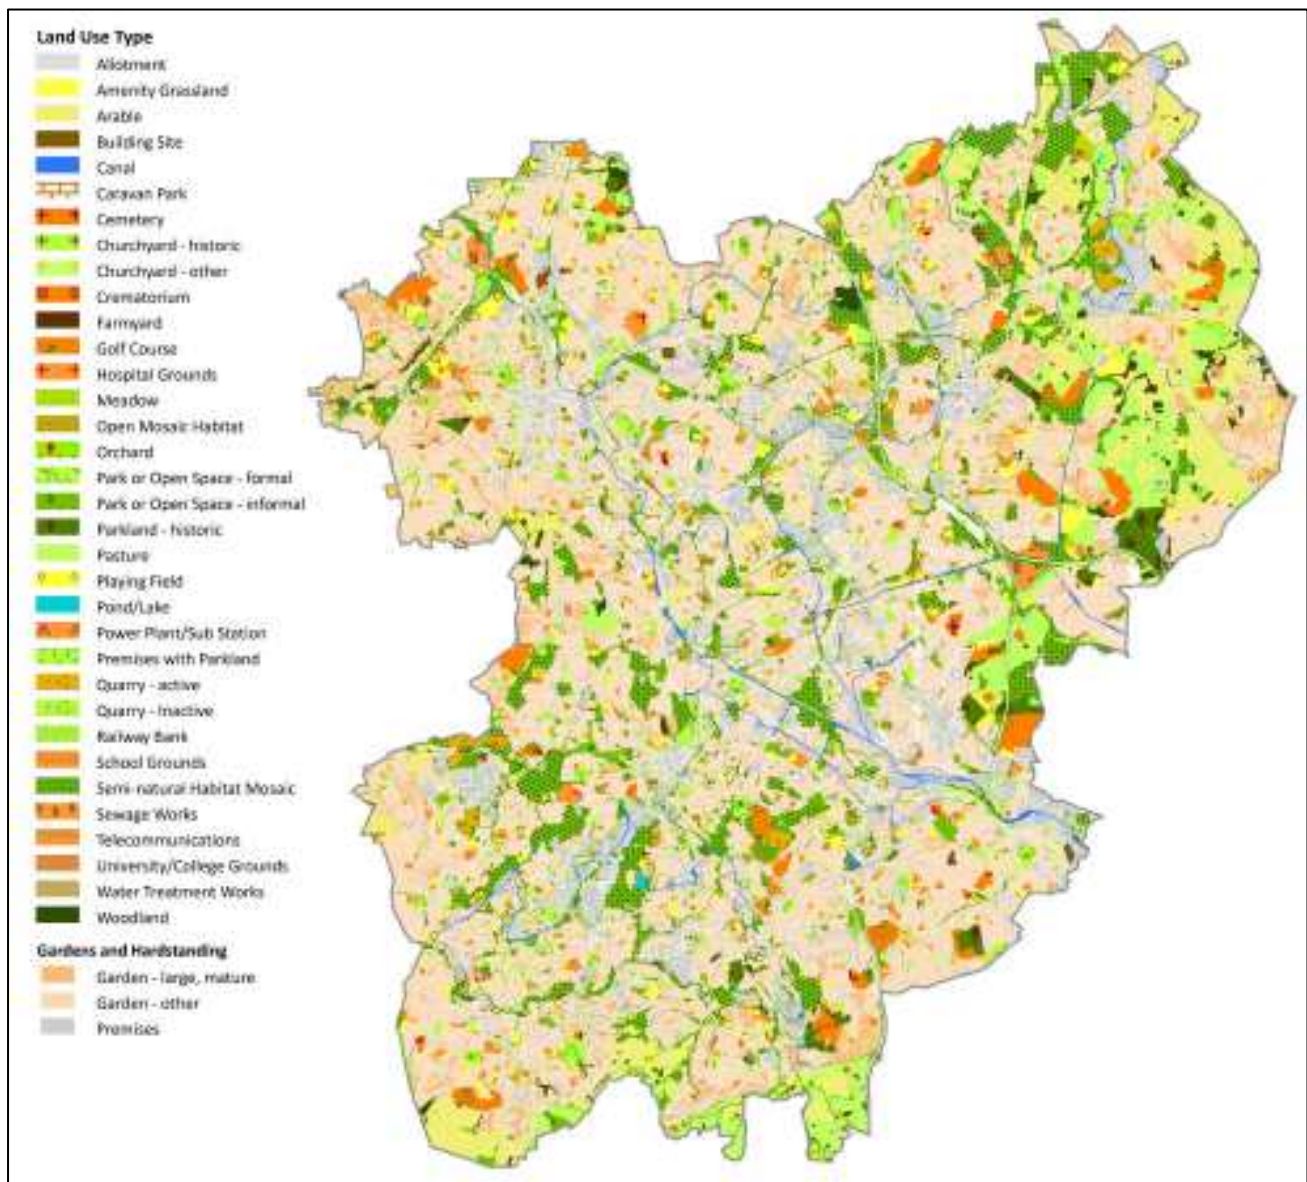 Land Use Type
Allotment
Amenity Grassland
Arable
Building Site
Canal
Caravan Park
Cemetery
Churchyard - historic
Churchyard - other
Crematorium
Farmyard
Golf Course
Hospital Grounds
Meadow
Open Mosaic Habitat
Orchard
Park or Open Space - formal
Park or Open Space - informal
Parkland - historic
Pasture
Playing Field
Pond/Lake
Power Plant/Sub Station
Premises with Parkland
Quarry - active
Quarry - Inactive
Railway Bank
School Grounds
Semi-natural Habitat Mosaic
Sewage Works
Telecommunications
University/College Grounds
Water Treatment Works
Woodland
Gardens and Hardstanding
Garden - large, mature
Garden - other
Premises